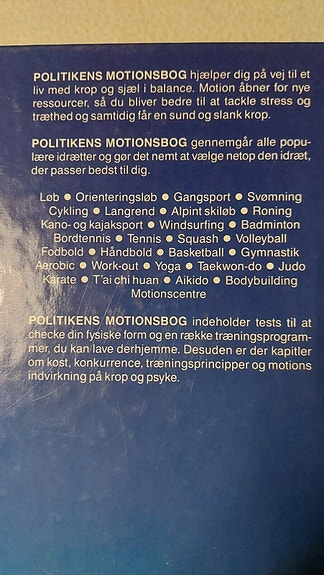 POLITIKENS MOTIONSBOG hjælper dig på vej til et
liv med krop og sjæl i balance. Motion åbner for nye
ressourcer, så du bliver bedre til at tackle stress og
træthed og samtidig får en sund og slank krop.
POLITIKENS MOTIONSBOG gennemgår alle popu-
lære idrætter og gør det nemt at vælge netop den idræt,
der passer bedst til dig.
Løb ● Orienteringsløb ● Gangsport ● Svømning
Cykling ● Langrend ● Alpint skiløb ● Roning
Kano- og kajaksport ● Windsurfing ● Badminton
Bordtennis ● Tennis ● Squash ● Volleyball
Fodbold ● Håndbold ● Basketball ● Gymnastik
Aerobic ● Work-out ● Yoga ● Taekwon-do ● Judo
Karate ● T'ai chi huan ● Aikido ● Bodybuilding
Motionscentre
POLITIKENS MOTIONSBOG indeholder tests til at
checke din fysiske form og en række træningsprogram-
mer, du kan lave derhjemme. Desuden er der kapitler
om kost, konkurrence, træningsprincipper og motions
indvirkning på krop og psyke.